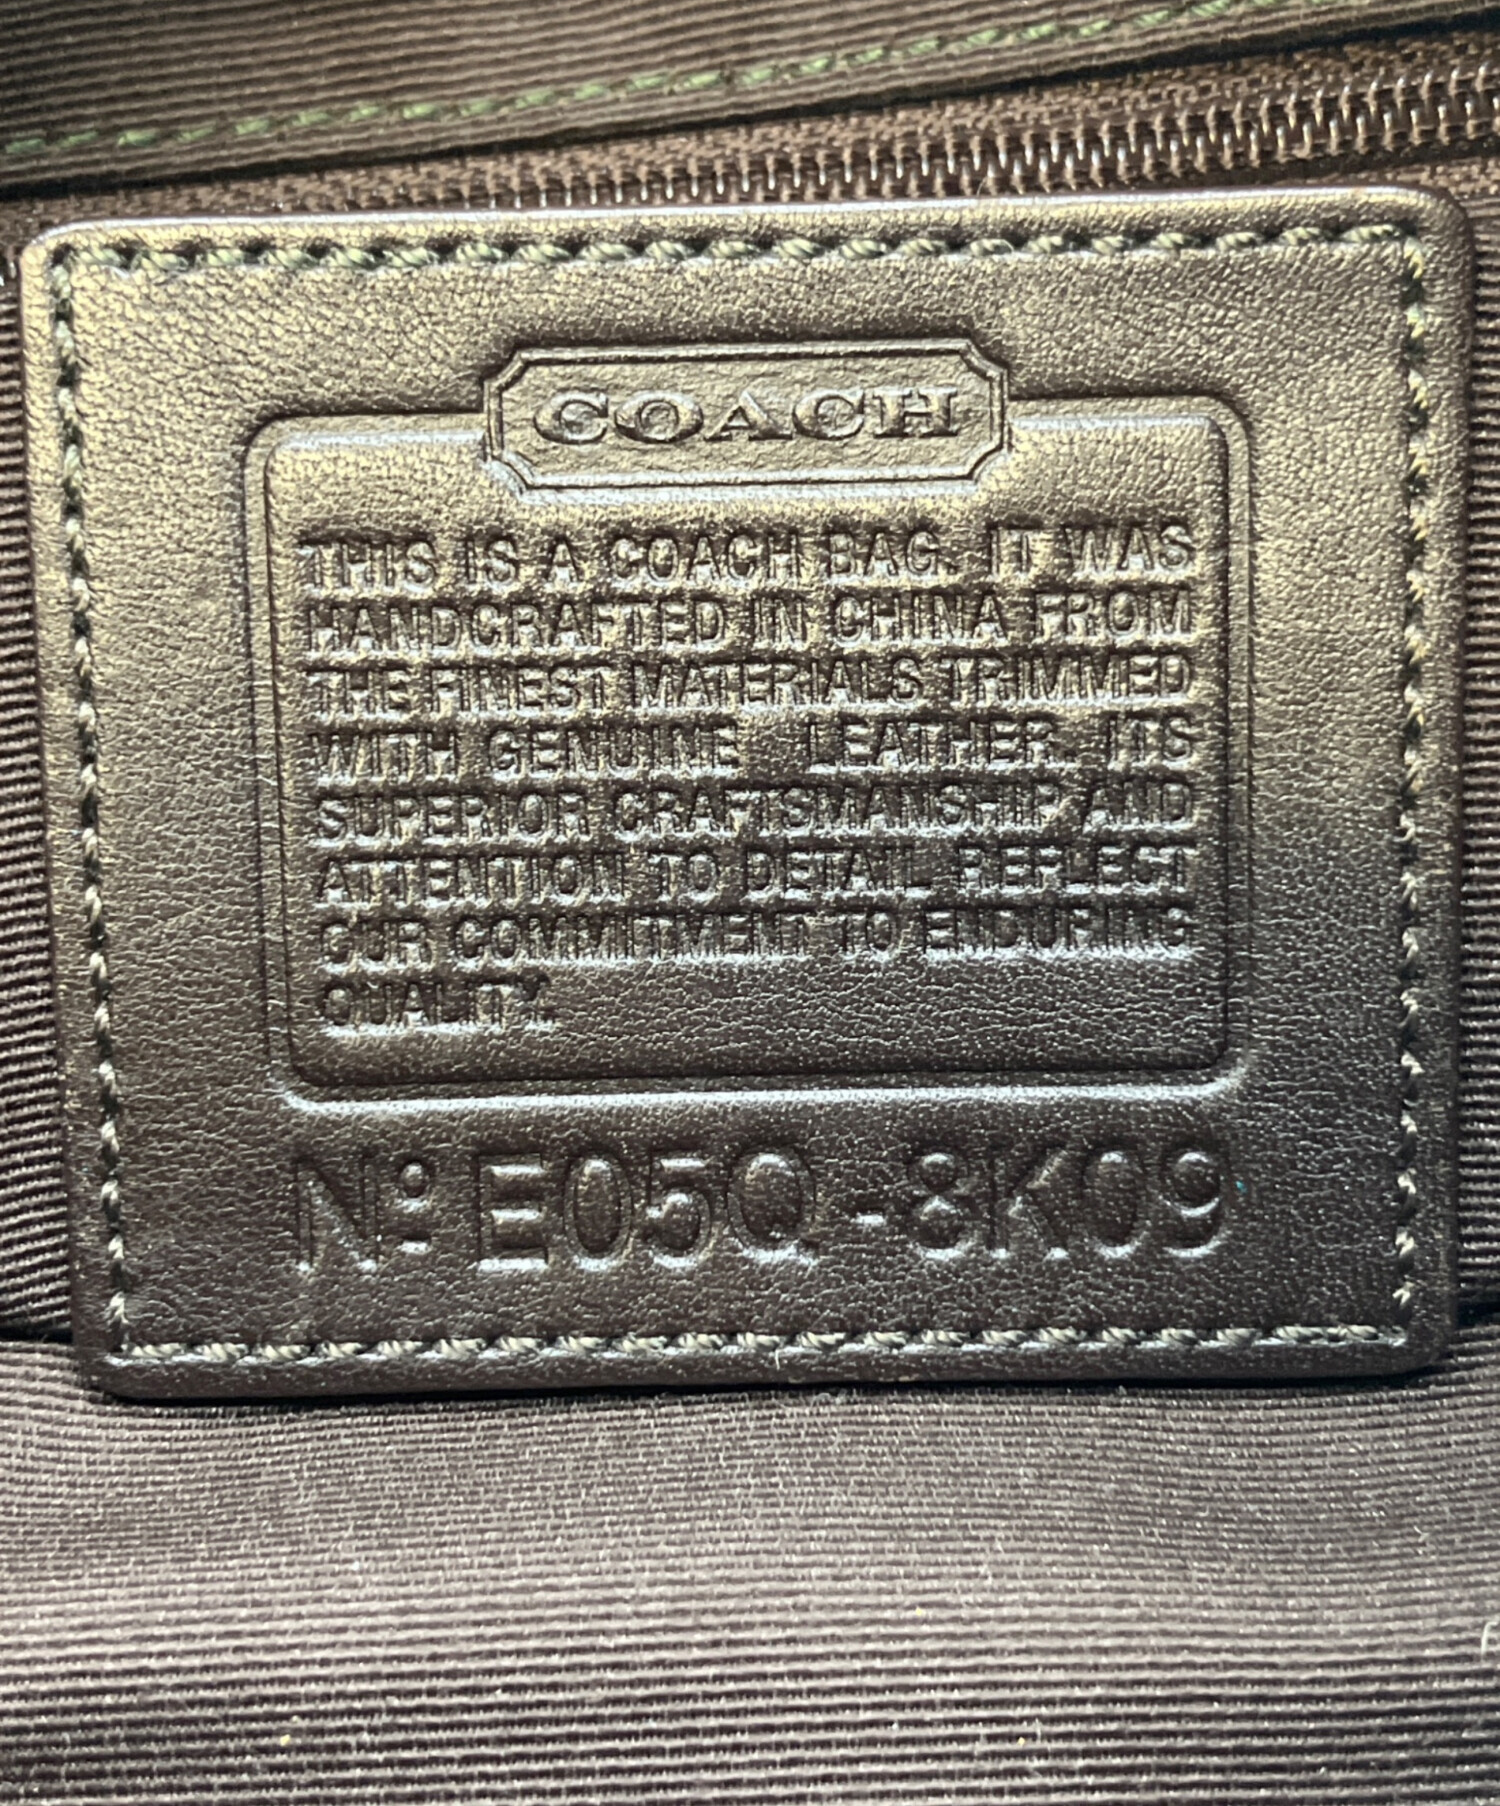 COACH
THIS IS A COACH BAG. IT WAS
HANDCRAFTED IN CHINA FROM
THE FINEST MATERIALS TRIMMED
WITH GENUINE LEATHER. ITS
SUPERIOR CRAFTSMANSHIP AND
ATTENTION TO DETAIL REFLECT
OUR COMMITMENT TO ENDURING
QUALITY.
Nº E05Q-8K09